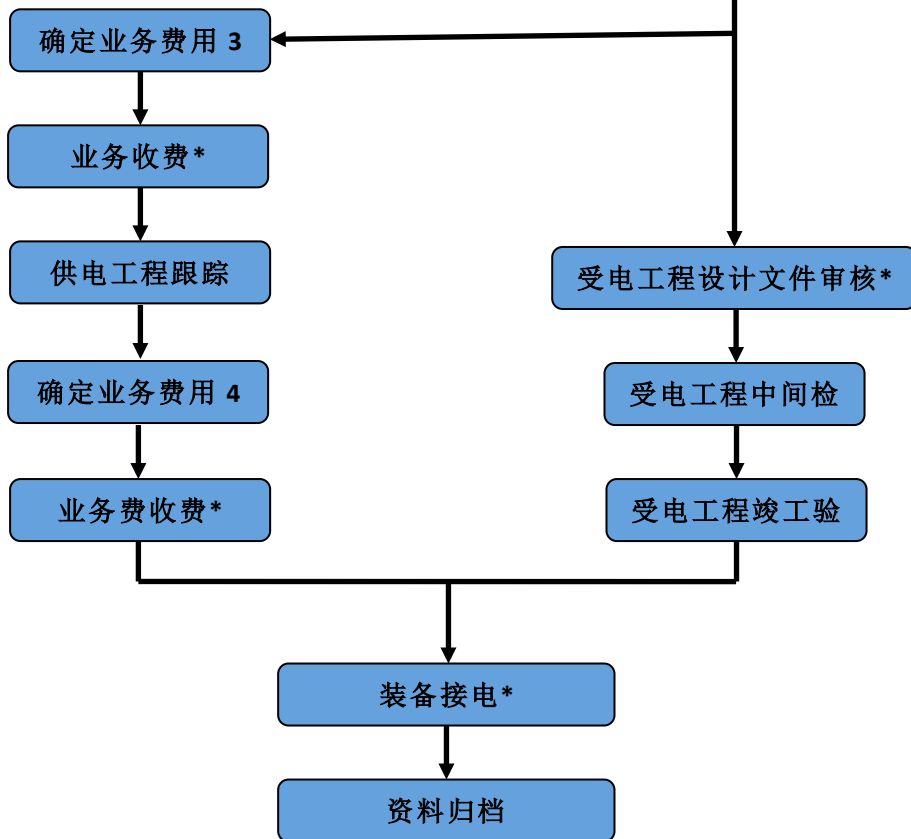 确定业务费用 3
业务收费*
供电工程跟踪
确定业务费用 4
业务费收费*
受电工程设计文件审核*
受电工程中间检
受电工程竣工验
装备接电*
资料归档